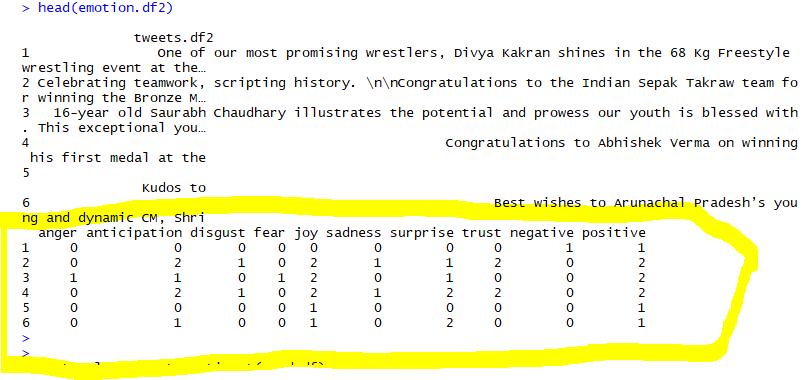 > head(emotion.df2)
tweets.df2
1 One of our most promising wrestlers, Divya Kakran shines in the 68 Kg Freestyle
wrestling event at the…
2 Celebrating teamwork, scripting history. \n\nCongratulations to the Indian Sepak Takraw team fo
r winning the Bronze M…
3 16-year old Saurabh Chaudhary illustrates the potential and prowess our youth is blessed with
. This exceptional you…
4 Congratulations to Abhishek Verma on winning
his first medal at the
5
Kudos to
6 Best wishes to Arunachal Pradesh's you
ng and dynamic CM, Shri
anger anticipation disgust fear joy sadness surprise trust negative positive
1 0 0 0 0 0 0 0 0 1 1
2 0 2 1 0 2 1 1 2 0 2
3 1 1 0 1 2 0 1 0 0 2
4 0 2 1 0 2 1 2 2 0 2
5 0 0 0 0 1 0 0 0 0 1
6 0 1 0 0 1 0 2 0 0 1
>
>